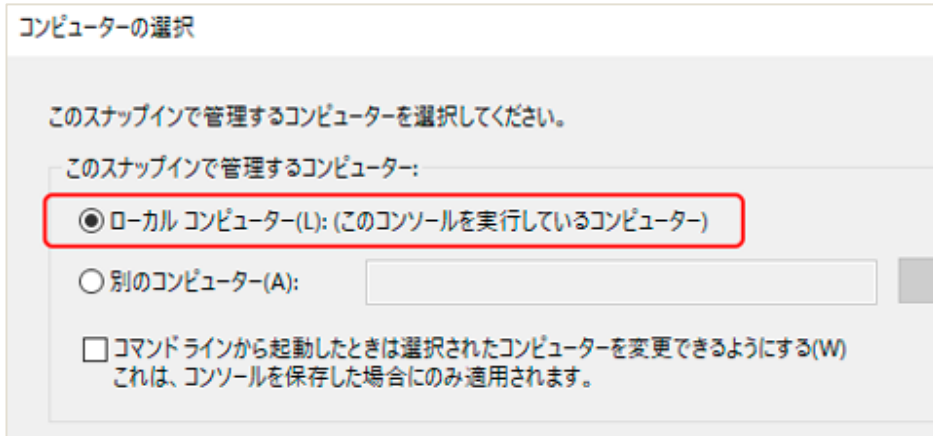 コンピューターの選択
このスナップインで管理するコンピューターを選択してください。
このスナップインで管理するコンピューター:
ローカル コンピューター(L): (このコンソールを実行しているコンピューター)
別のコンピューター(A):
コマンド ラインから起動したときは選択されたコンピューターを変更できるようにする(W)
これは、コンソールを保存した場合にのみ適用されます。